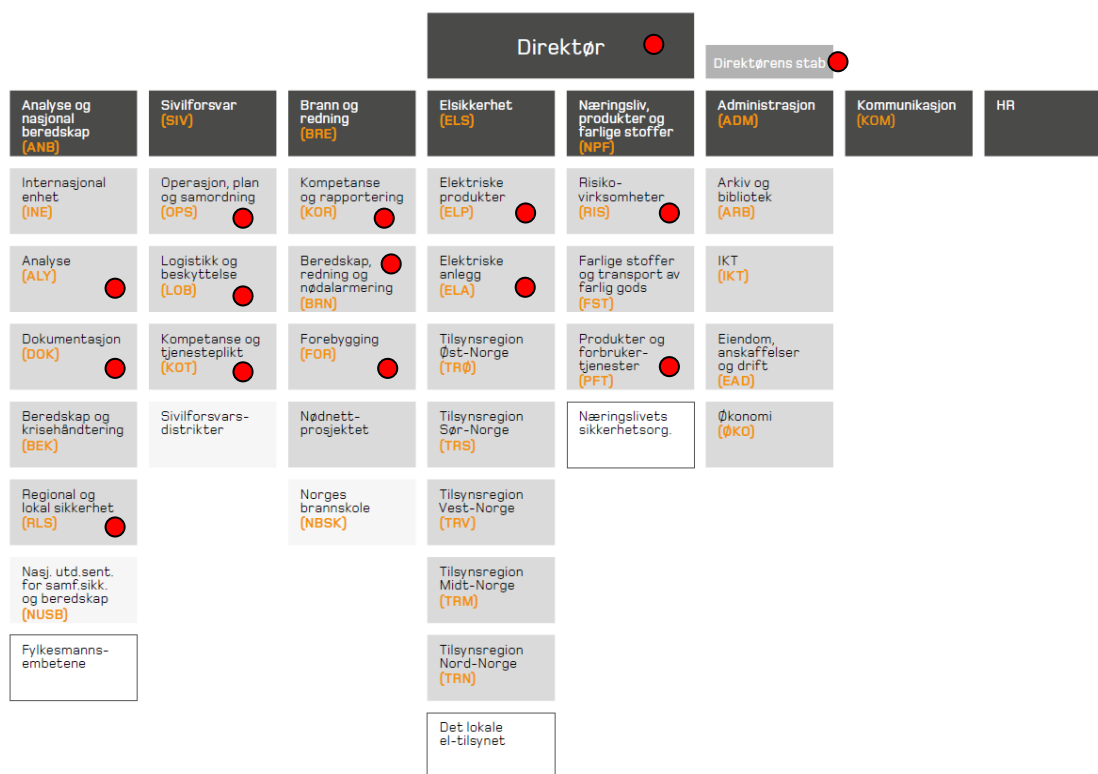 Direktør
Direktørens stab
Analyse og
nasjonal
beredskap
(ANB)
Sivilforsvar
(SIV)
Brann og
redning
(BRE)
Elsikkerhet
(ELS)
Næringsliv,
produkter og
farlige stoffer
(NPF)
Administrasjon
(ADM)
Kommunikasjon
(KOM)
HR
Internasjonal
enhet
(INE)
Operasjon, plan
og samordning
(OPS)
Kompetanse
og rapportering
(KOR)
Elektriske
produkter
(ELP)
Risiko-
virksomheter
(RIS)
Arkiv og
bibliotek
(ARB)
Analyse
(ALY)
Logistikk og
beskyttelse
(LOB)
Beredskap,
redning og
nødalarmering
(BRN)
Elektriske
anlegg
(ELA)
Farlige stoffer
og transport av
farlig gods
(FST)
IKT
(IKT)
Dokumentasjon
(DOK)
Kompetanse og
tjenesteplikt
(KOT)
Forebygging
(FOR)
Tilsynsregion
Øst-Norge
(TRØ)
Produkter og
forbruker-
tjenester
(PFT)
Eiendom,
anskaffelser
og drift
(EAD)
Beredskap og
krisehåndtering
(BEK)
Sivilforsvars-
distrikter
Nødnett-
prosjektet
Tilsynsregion
Sør-Norge
(TRS)
Næringslivets
sikkerhetsorg.
Økonomi
(ØKO)
Regional og
lokal sikkerhet
(RLS)
Norges
brannskole
(NBSK)
Tilsynsregion
Vest-Norge
(TRV)
Nasj. utd.sent.
for samf.sikk.
og beredskap
(NUSB)
Tilsynsregion
Midt-Norge
(TRM)
Fylkesmanns-
embetene
Tilsynsregion
Nord-Norge
(TRN)
Det lokale
el-tilsynet